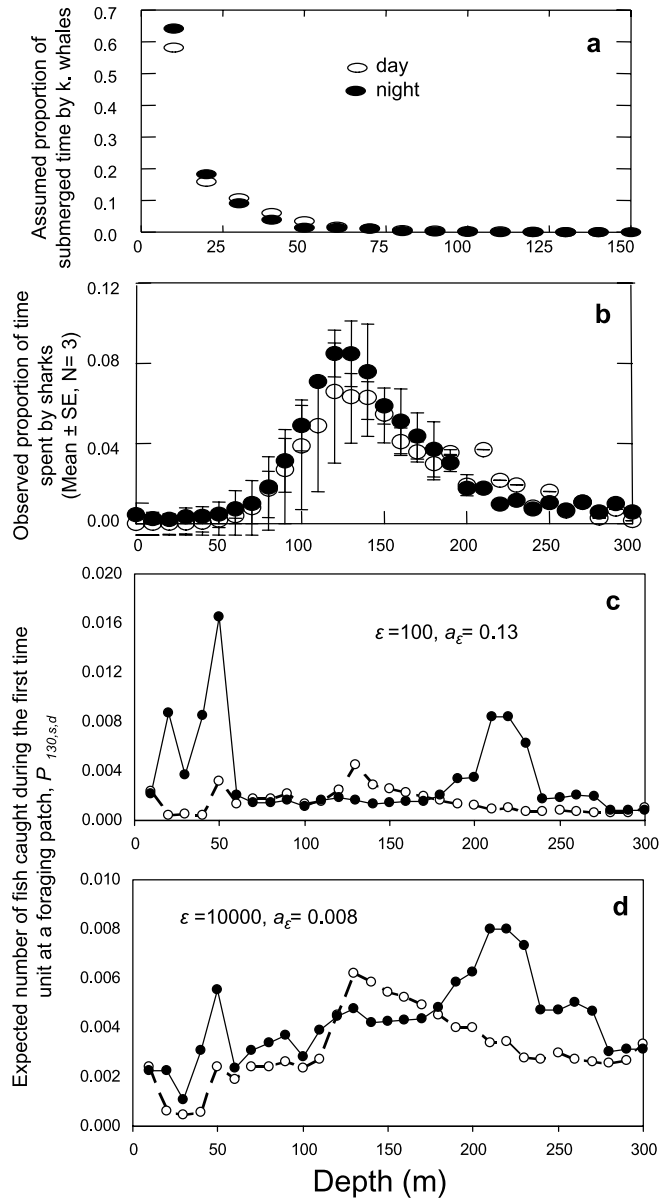 Assumed proportion of
submerged time by k. whales
0.7
0.6
0.5
0.4
0.3
0.2
0.1
0.0
a
day
night
0 25 50 75 100 125 150
Observed proportion of time
spent by sharks
(Mean ± SE, N= 3)
0.12
0.08
0.04
0.00
b
0 50 100 150 200 250 300
Expected number of fish caught during the first time
unit at a foraging patch, P 130,s,d
0.020
0.016
0.012
0.008
0.004
0.000
c
ε =100, aε= 0.13
0 50 100 150 200 250 300
0.010
0.008
0.006
0.004
0.002
0.000
d
ε =10000, aε= 0.008
0 50 100 150 200 250 300
Depth (m)